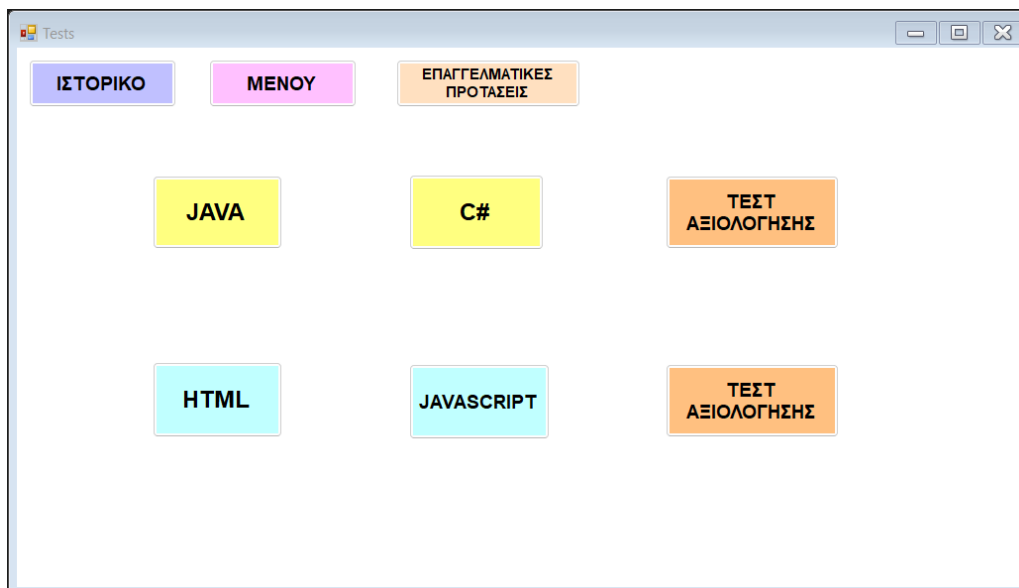 Tests
ΙΣΤΟΡΙΚΟ
ΜΕΝΟΥ
ΕΠΑΓΓΕΛΜΑΤΙΚΕΣ
ΠΡΟΤΑΣΕΙΣ
JAVA
C#
ΤΕΣΤ
ΑΞΙΟΛΟΓΗΣΗΣ
HTML
JAVASCRIPT
ΤΕΣΤ
ΑΞΙΟΛΟΓΗΣΗΣ